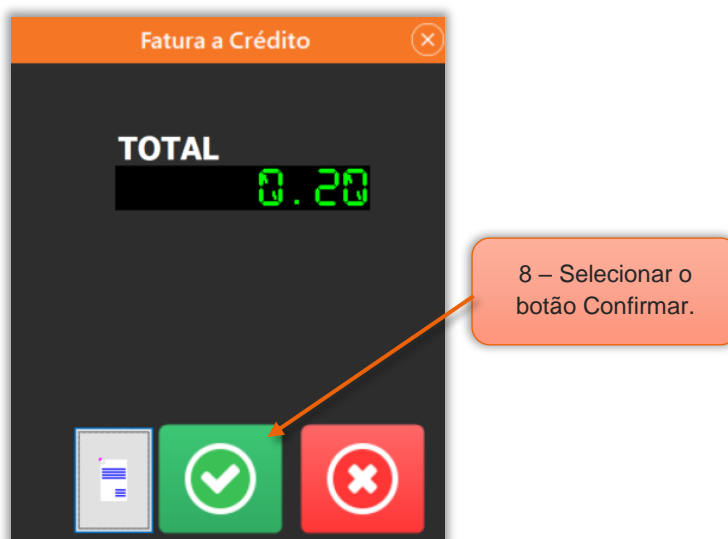 Fatura a Crédito
TOTAL
0.20
8 – Selecionar o
botão Confirmar.